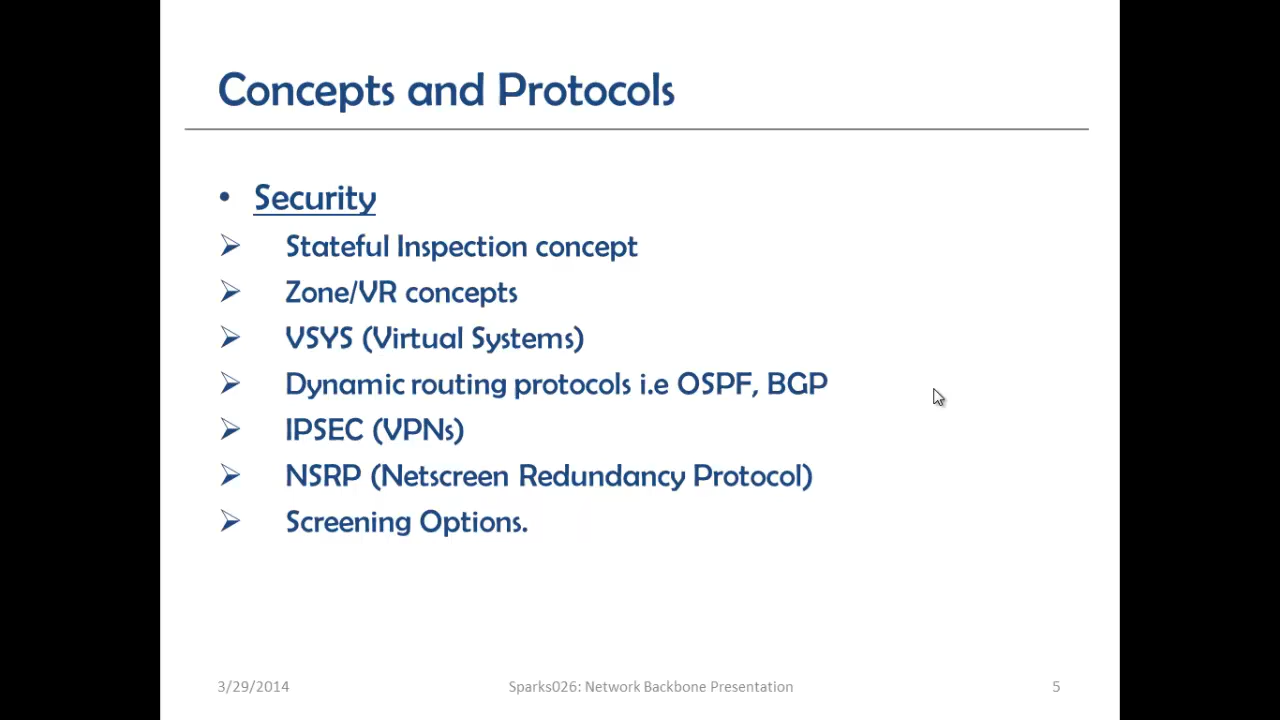 Concepts and Protocols
• Security
➢ Stateful Inspection concept
➢ Zone/VR concepts
➢ VSYS (Virtual Systems)
➢ Dynamic routing protocols i.e OSPF, BGP
➢ IPSEC (VPNs)
➢ NSRP (Netscreen Redundancy Protocol)
➢ Screening Options.
3/29/2014
Sparks026: Network Backbone Presentation
5